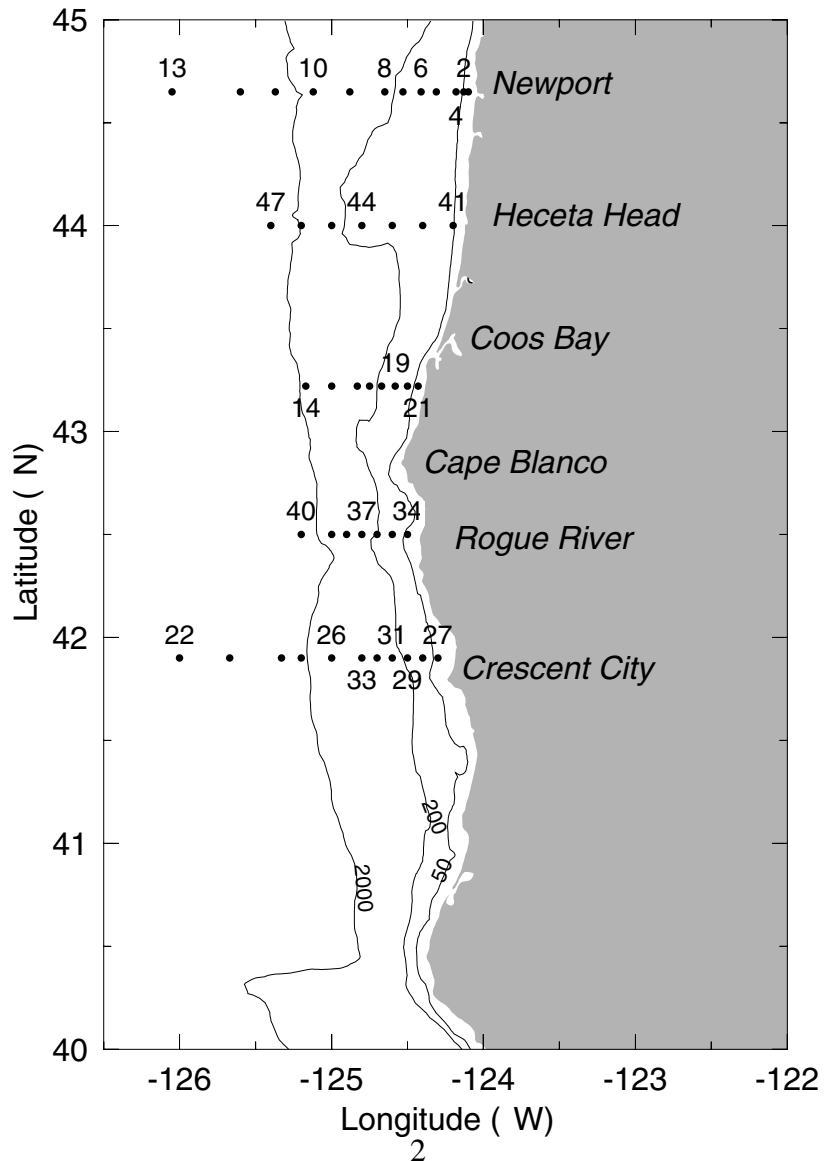 45
13 10 8 6 2 Newport
4
44
47 44 41 Heceta Head
Coos Bay
19
14 21
43
Cape Blanco
40 37 34 Rogue River
42
22 26 31 27
33 29 Crescent City
41
200
50
2000
40
-126 -125 -124 -123 -122
Latitude ( N)
Longitude ( W)
2